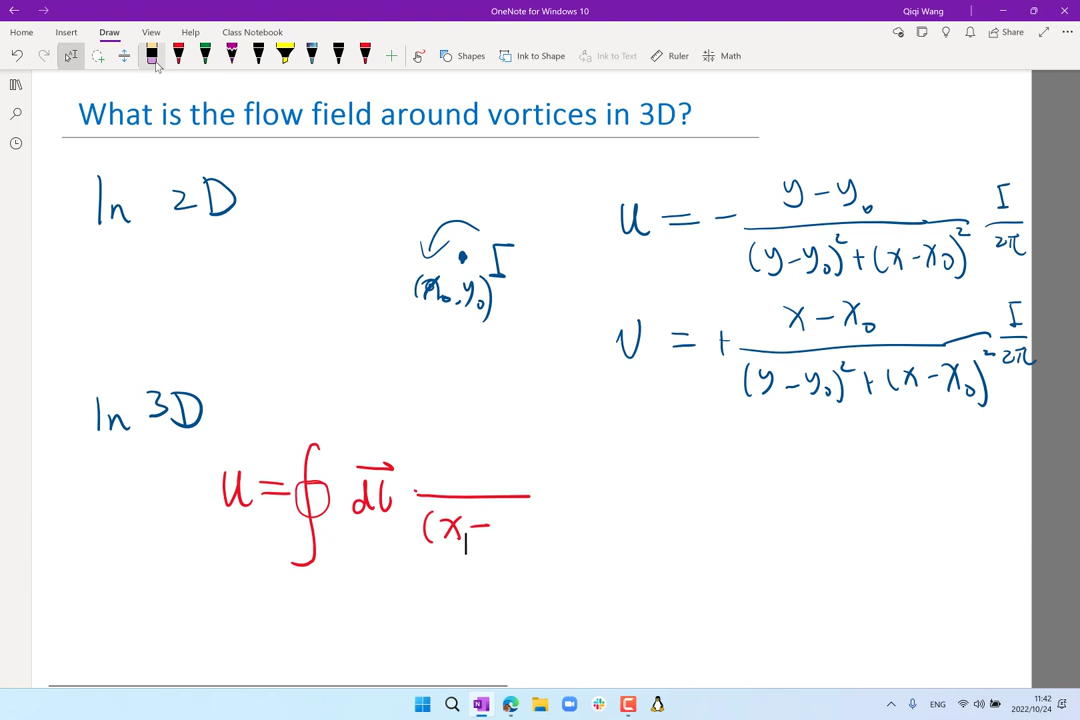 OneNote for Windows 10
Qiqi Wang
Home Insert Draw View Help Class Notebook
Share
Shapes Ink to Shape Ink to Text Ruler Math
What is the flow field around vortices in 3D?
In 2D
I
(x₀, y₀)
u = - (y - y₀) / ((y - y₀)² + (x - x₀)²) I / 2π
v = + (x - x₀) / ((y - y₀)² + (x - x₀)²) I / 2π
In 3D
u = ∮ dl⃗ · / (x -
ENG
11:42
2022/10/24